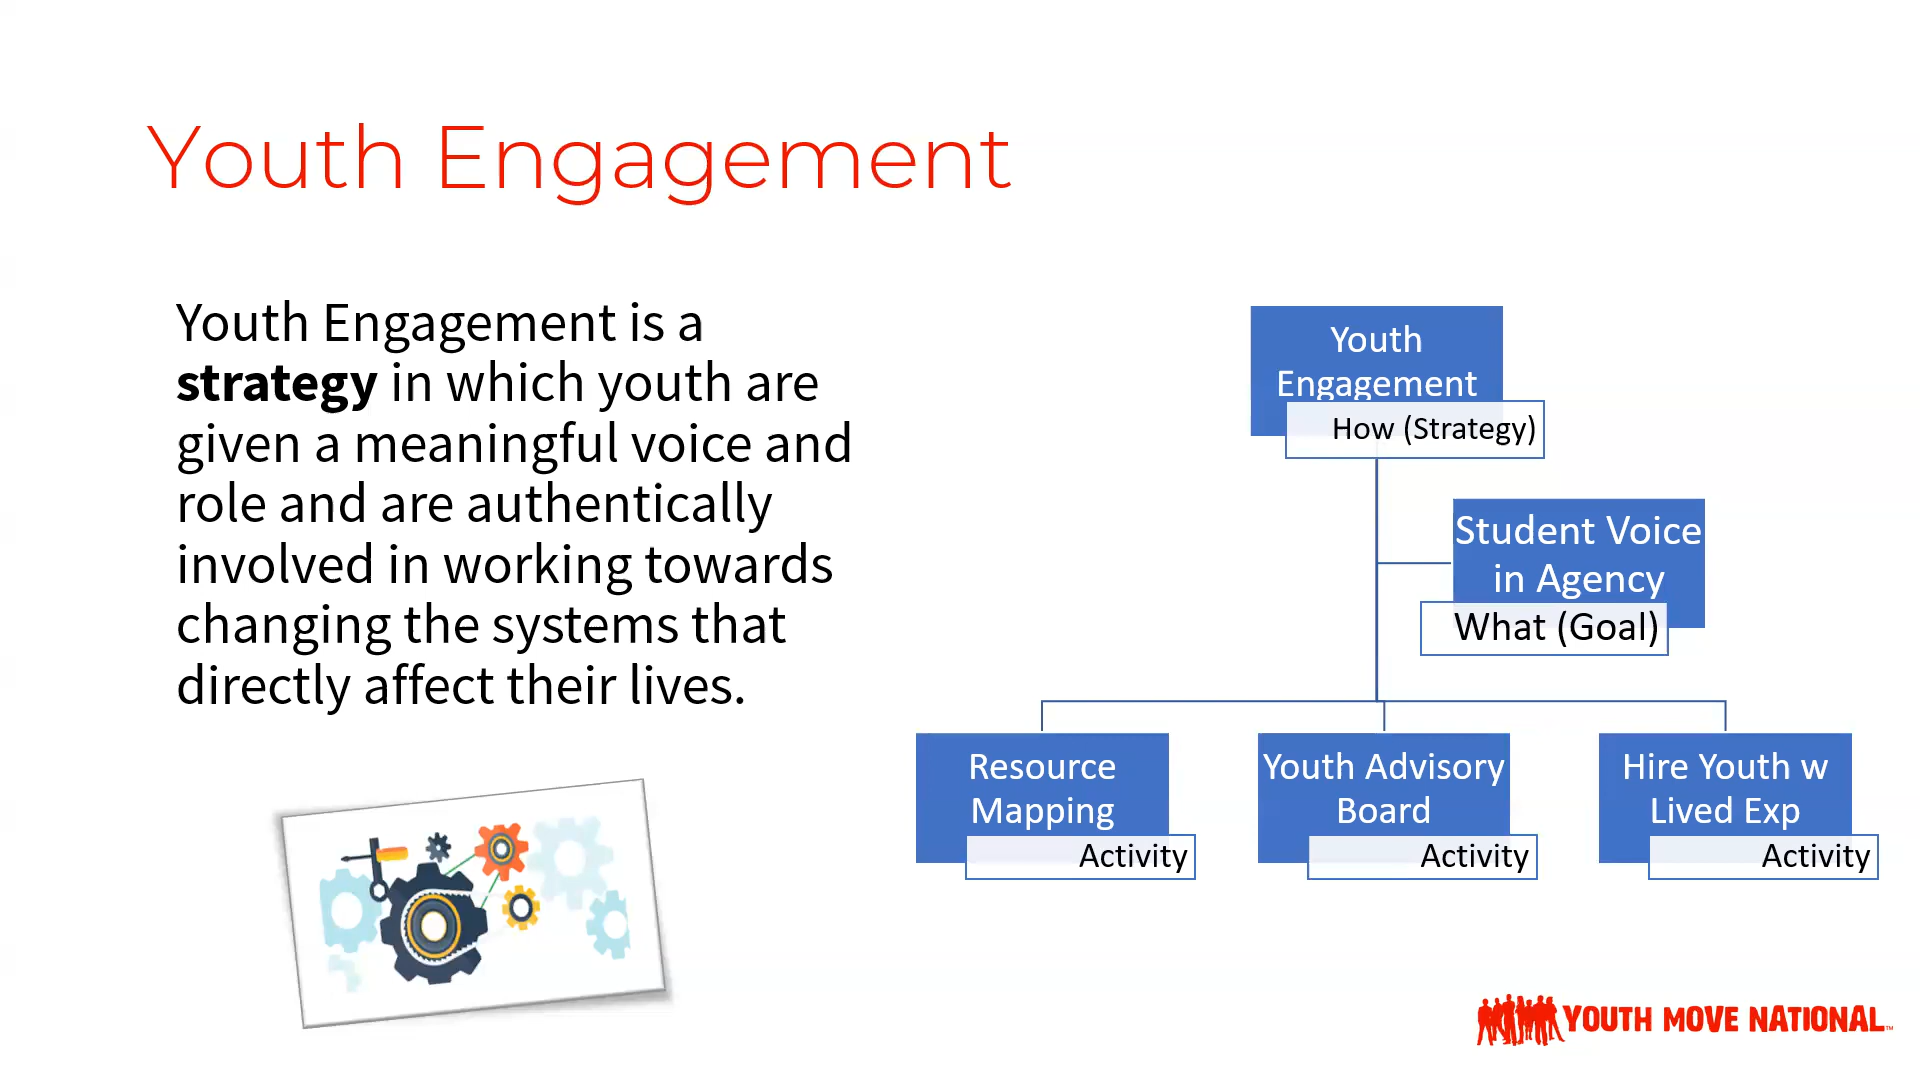 Youth Engagement
Youth Engagement is a
strategy in which youth are
given a meaningful voice and
role and are authentically
involved in working towards
changing the systems that
directly affect their lives.
Youth
Engagement
How (Strategy)
Student Voice
in Agency
What (Goal)
Resource
Mapping
Activity
Youth Advisory
Board
Activity
Hire Youth w
Lived Exp
Activity
YOUTH MOVE NATIONAL™